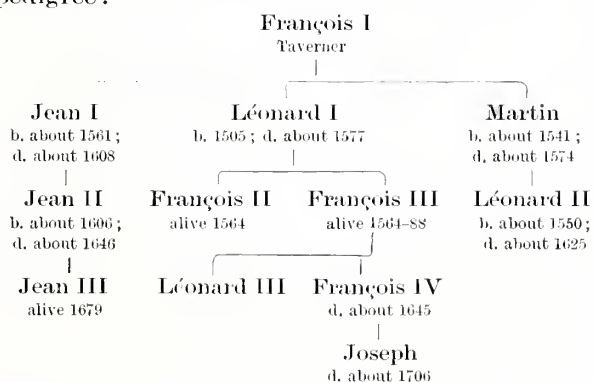 pedigree:
François I
Taverner
Jean I Léonard I Martin
b. about 1561; b. 1505; d. about 1577 b. about 1541;
d. about 1608 d. about 1574
Jean II François II François III Léonard II
b. about 1606; alive 1564 alive 1564-88 b. about 1550;
d. about 1646 d. about 1625
Jean III Léonard III François IV
alive 1679 d. about 1645
Joseph
d. about 1706